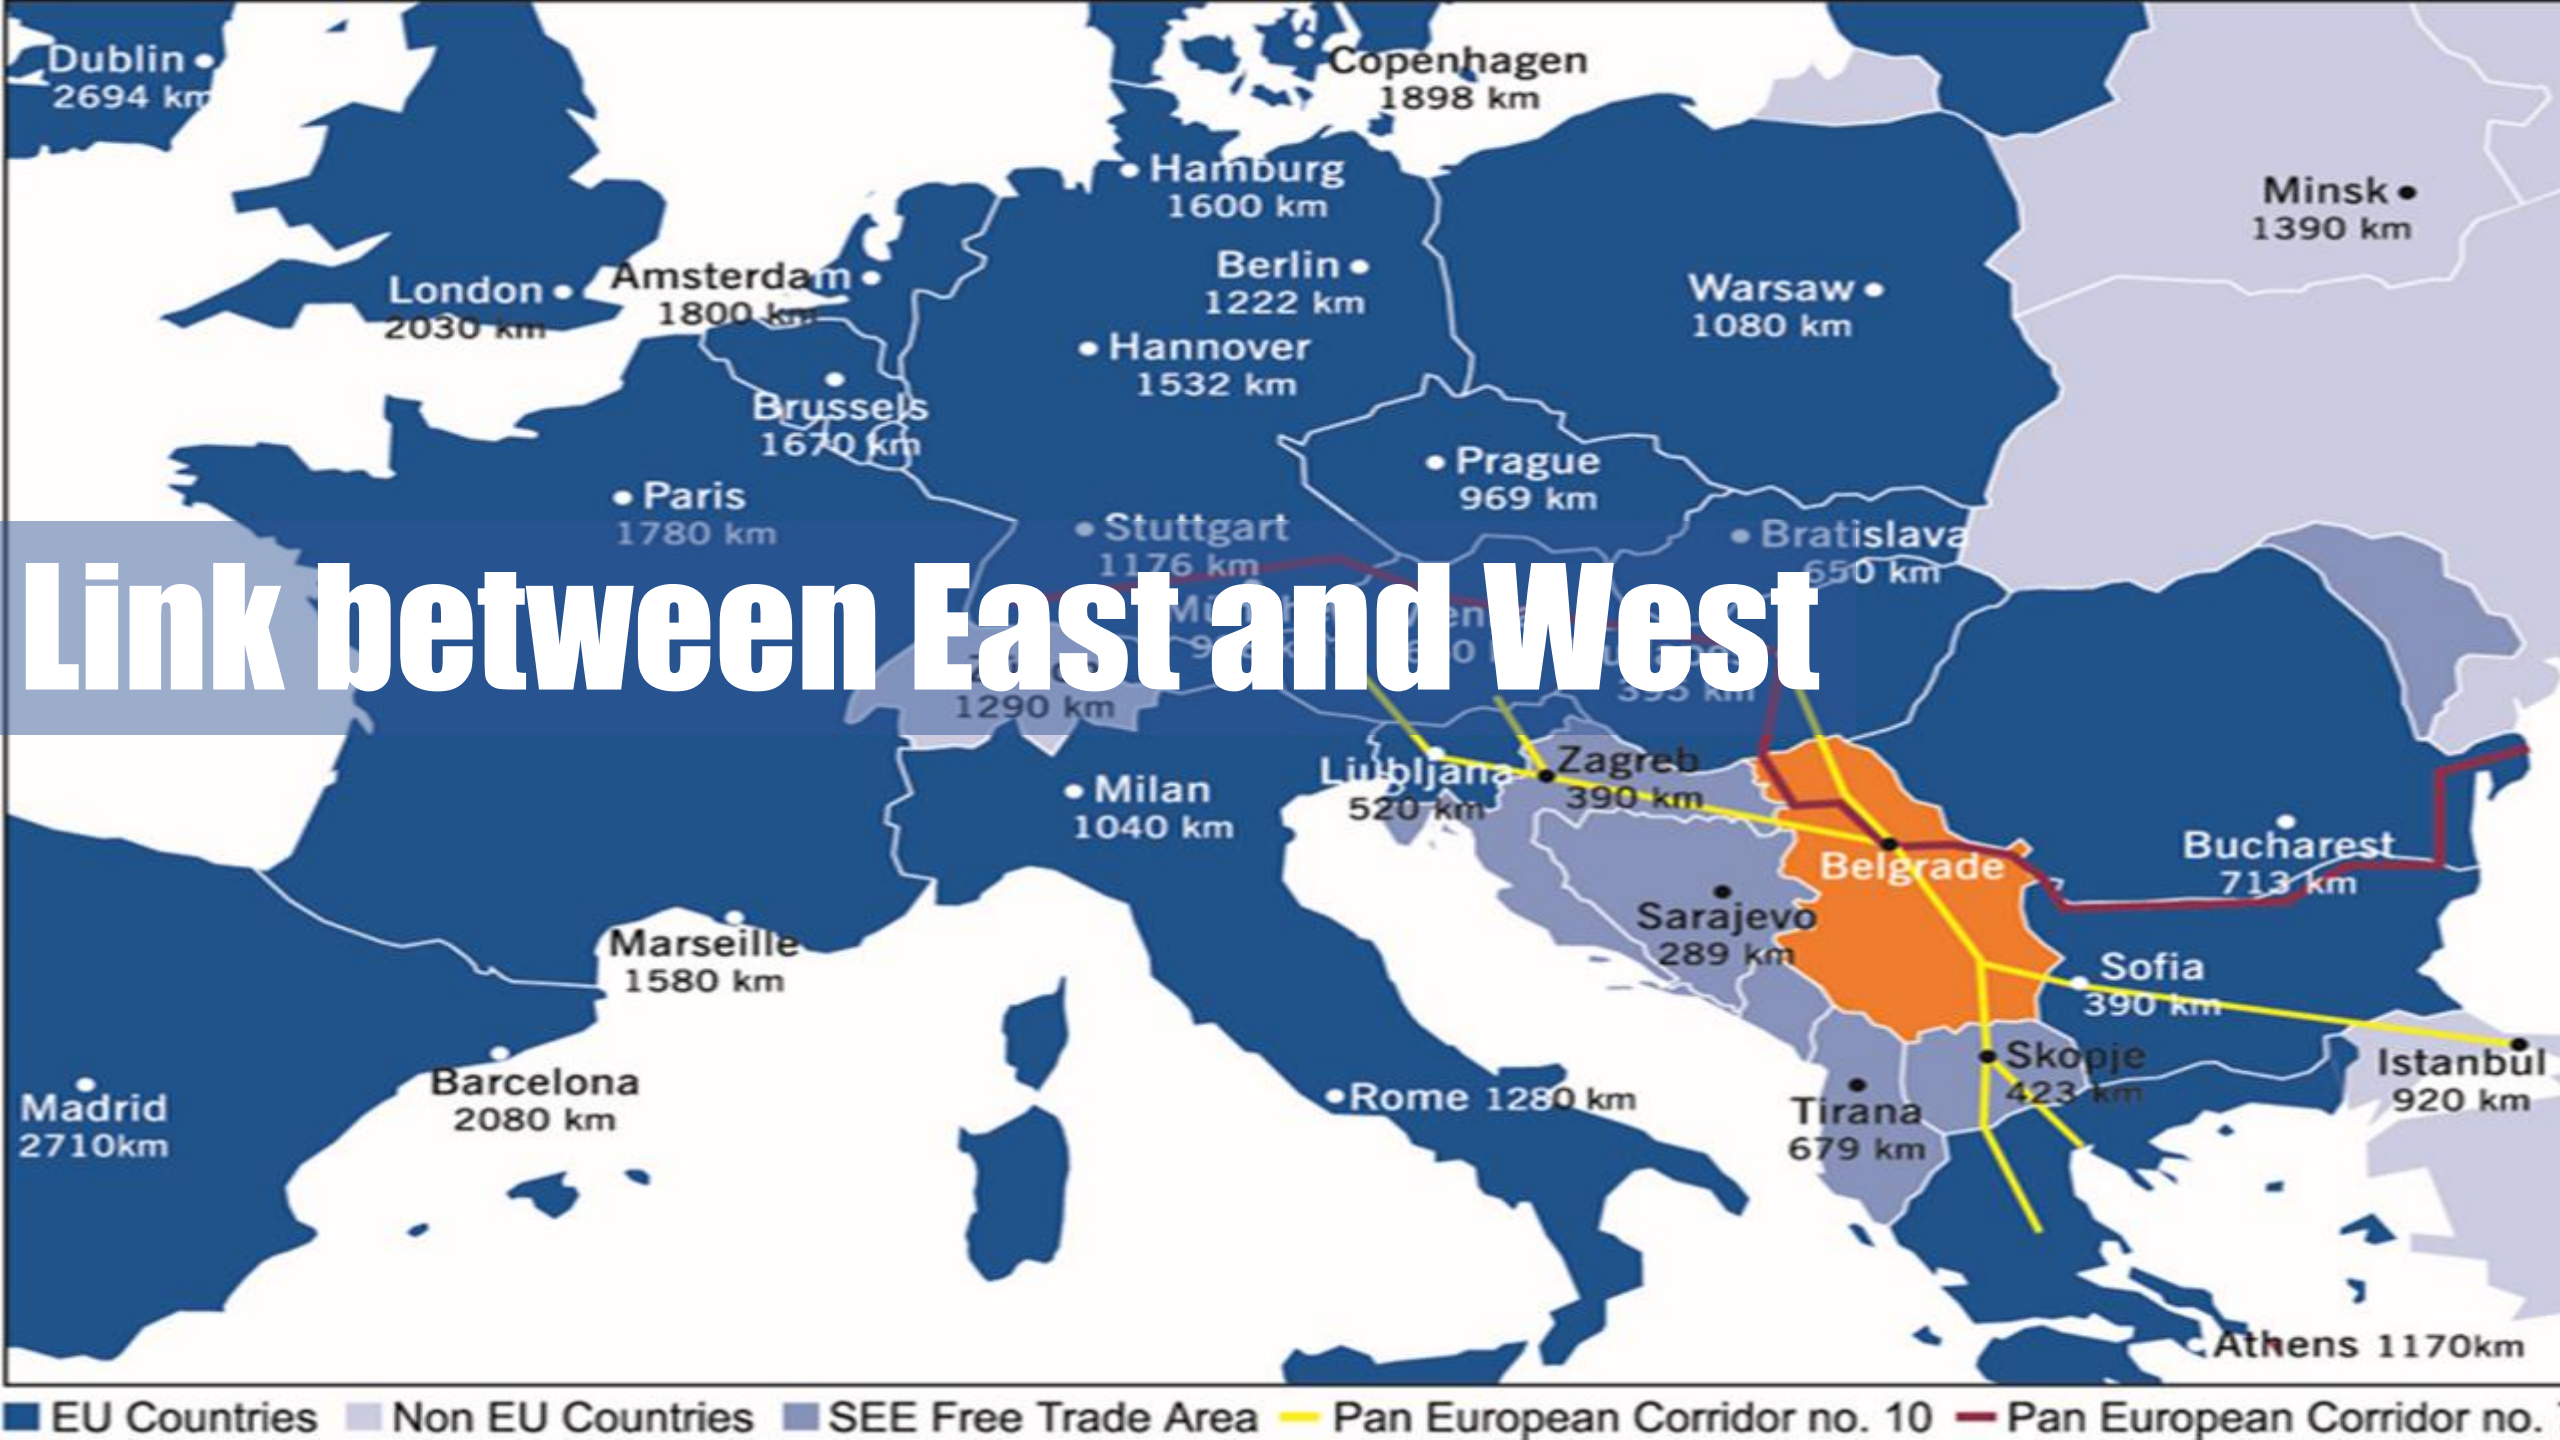 Dublin
2694 km
Copenhagen
1898 km
Hamburg
1600 km
Minsk
1390 km
Berlin
1222 km
London
2030 km
Amsterdam
1800 km
Warsaw
1080 km
Hannover
1532 km
Brussels
1670 km
Prague
969 km
Paris
1780 km
Stuttgart
1176 km
Bratislava
650 km
Link between East and West
395 km
1290 km
Ljubljana
520 km
Zagreb
390 km
Milan
1040 km
Belgrade
Bucharest
713 km
Sarajevo
289 km
Marseille
1580 km
Sofia
390 km
Barcelona
2080 km
Madrid
2710km
Rome 1280 km
Skopje
423 km
Istanbul
920 km
Tirana
679 km
Athens 1170km
EU Countries Non EU Countries SEE Free Trade Area Pan European Corridor no. 10 Pan European Corridor no.